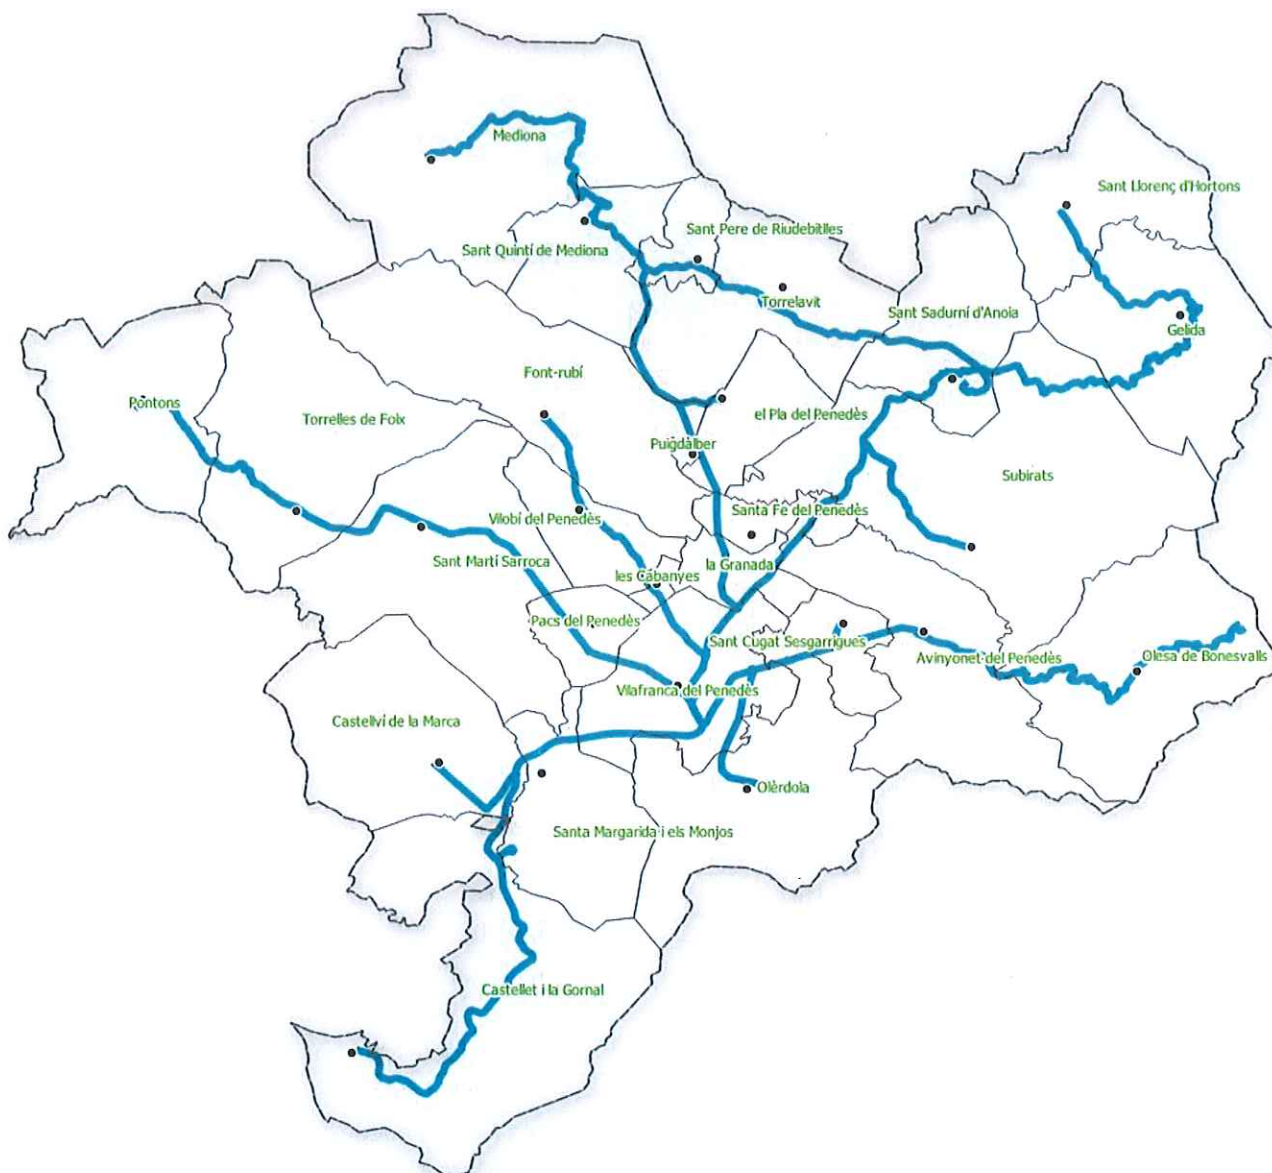 Mediona
Sant Llorenç d'Hortons
Sant Pere de Riudebitlles
Sant Quintí de Mediona
Torrelavit
Sant Sadurní d'Anoia
Gelida
Font-rubí
Pontons
Torrelles de Foix
el Pla del Penedès
Puigdàlber
Subirats
Santa Fe del Penedès
Vilobí del Penedès
Sant Martí Sarroca
la Granada
les Cabanyes
Pacs del Penedès
Sant Cugat Sesgarrigues
Avinyonet del Penedès
Olesa de Bonesvalls
Vilafranca del Penedès
Castellví de la Marca
Olèrdola
Santa Margarida i els Monjos
Castellet i la Gornal